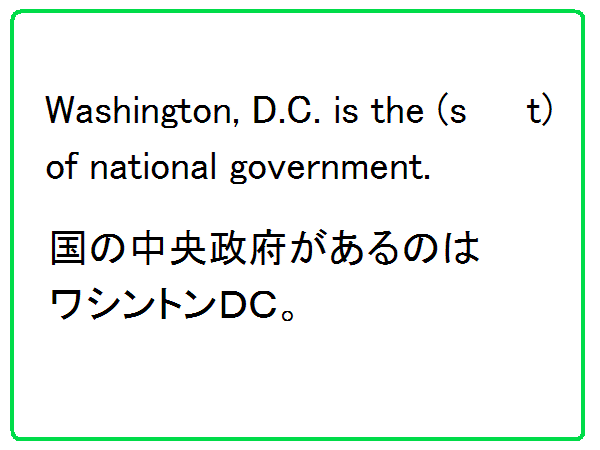 Washington, D.C. is the (s      t)
of national government.
国の中央政府があるのは
ワシントンDC。